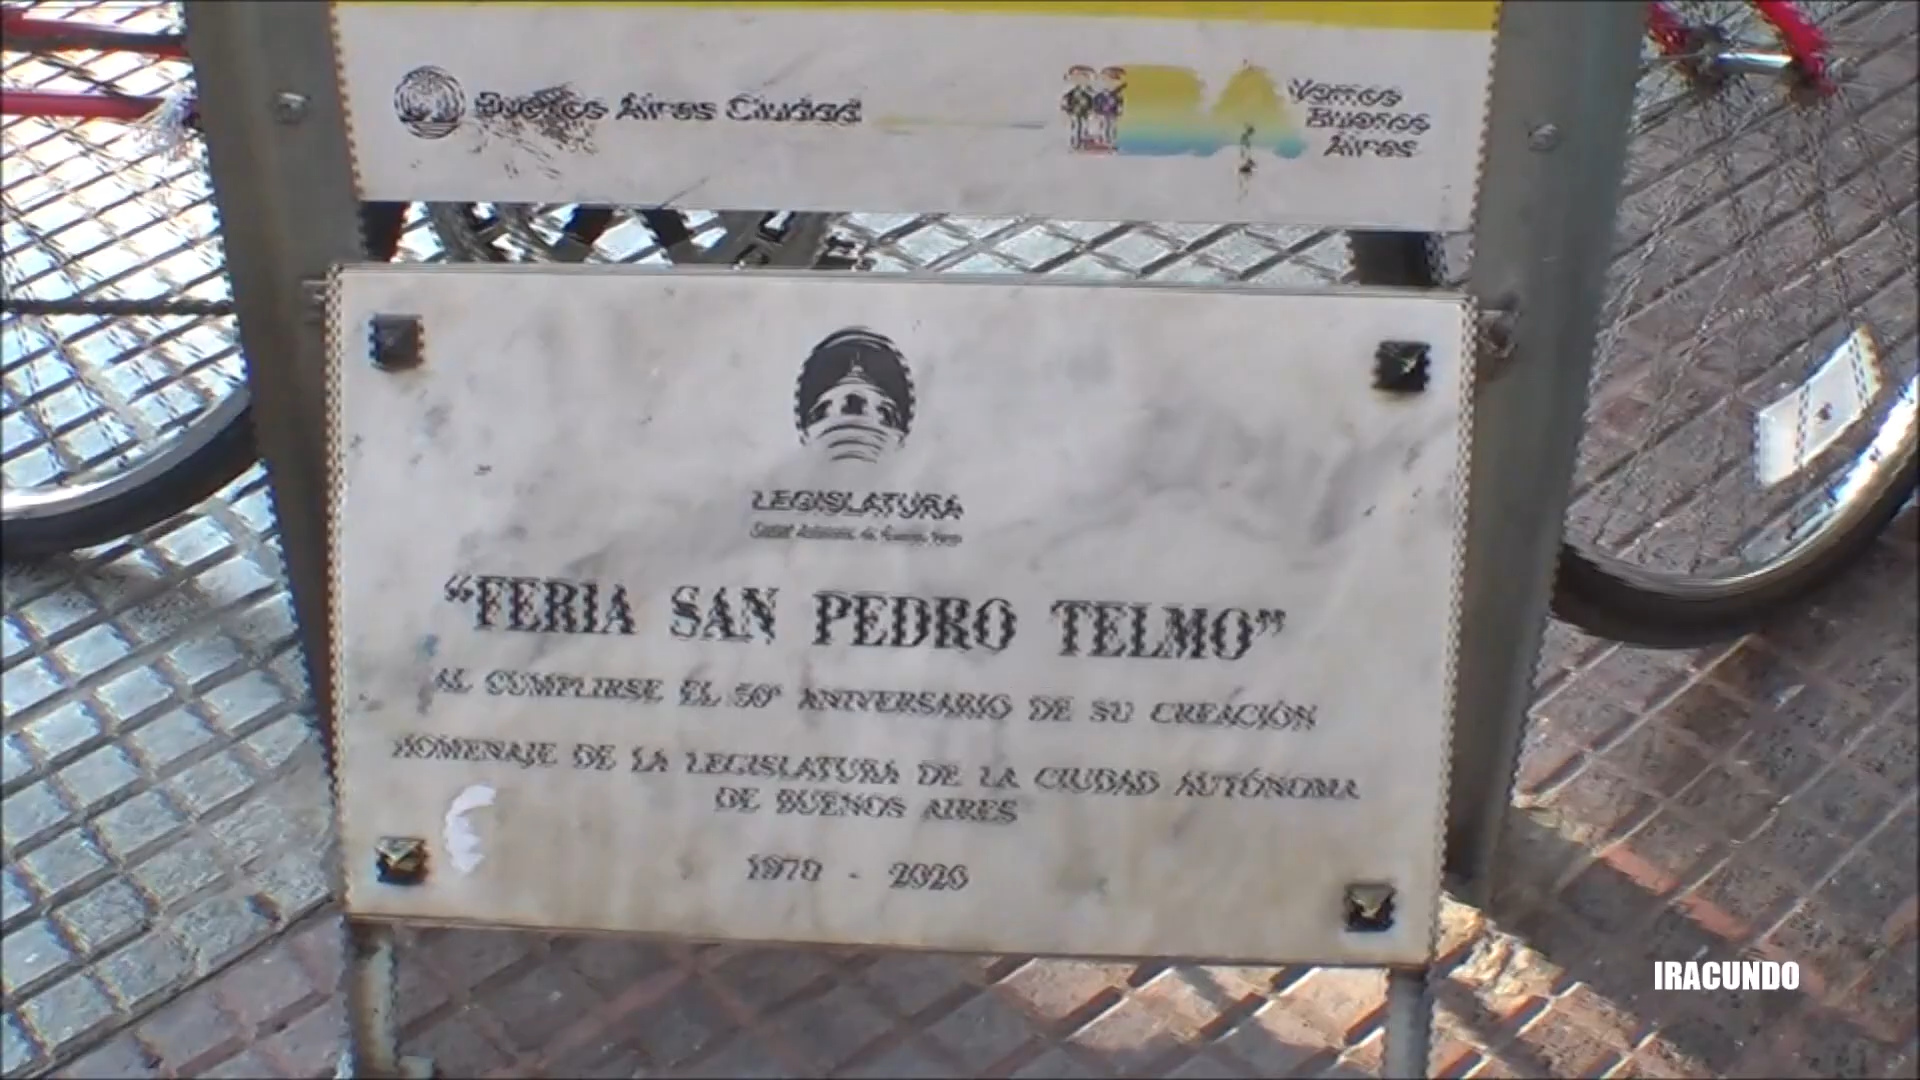 Buenos Aires Ciudad
Vamos
Buenos
Aires
LEGISLATURA
“FERIA SAN PEDRO TELMO”
AL CUMPLIRSE EL 50º ANIVERSARIO DE SU CREACIÓN
HOMENAJE DE LA LEGISLATURA DE LA CIUDAD AUTÓNOMA
DE BUENOS AIRES
1970 - 2020
IRACUNDO